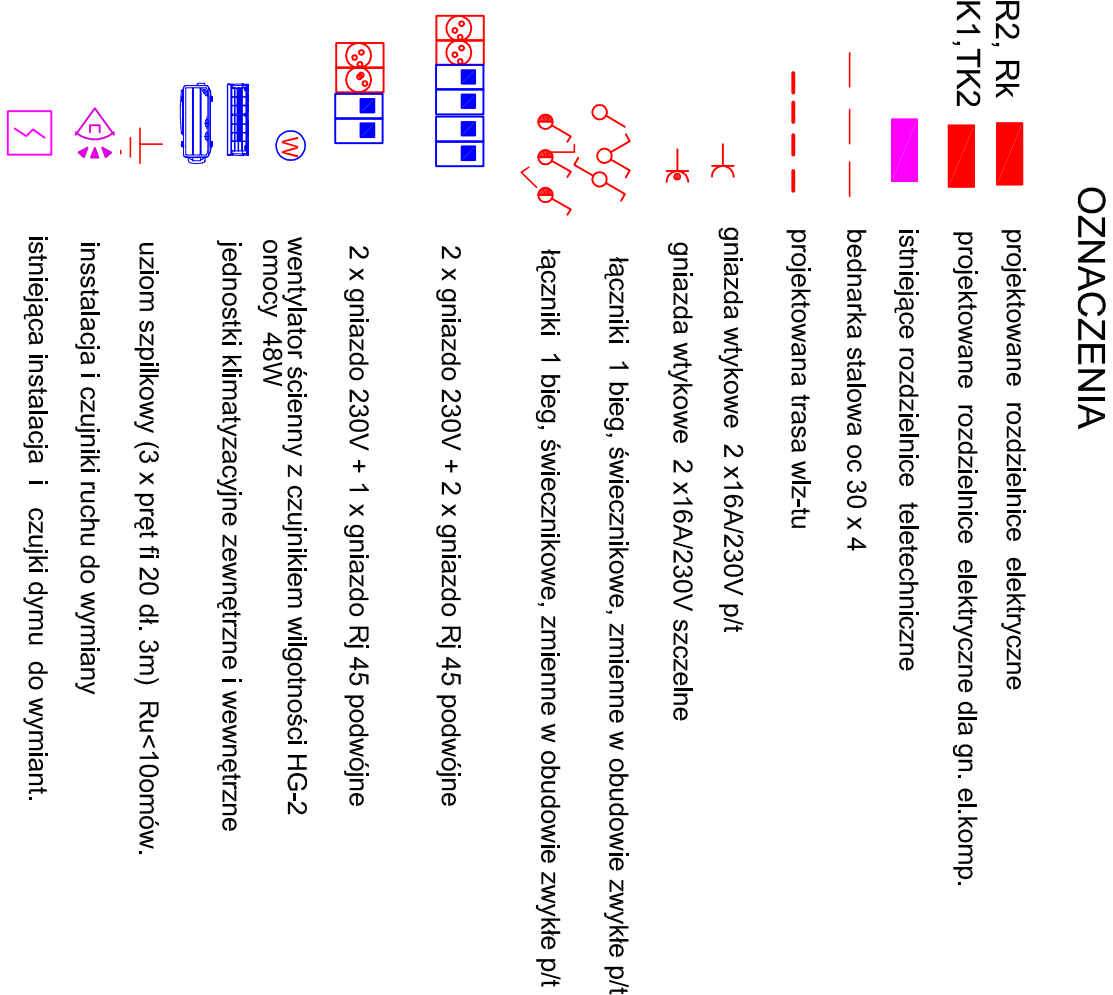 OZNACZENIA
R2, Rk projektowane rozdzielnice elektryczne
K1,TK2 projektowane rozdzielnice elektryczne dla gn. el.komp.
istniejące rozdzielnice teletechniczne
bednarka stalowa oc 30 x 4
projektowana trasa wlz-tu
gniazda wtykowe 2 x16A/230V p/t
gniazda wtykowe 2 x16A/230V szczelne
łączniki 1 bieg, świecznikowe, zmienne w obudowie zwykłe p/t
łączniki 1 bieg, świecznikowe, zmienne w obudowie zwykłe p/t
2 x gniazdo 230V + 2 x gniazdo Rj 45 podwójne
2 x gniazdo 230V + 1 x gniazdo Rj 45 podwójne
W wentylator ścienny z czujnikiem wilgotności HG-2
omocy 48W
jednostki klimatyzacyjne zewnętrzne i wewnętrzne
uziom szpilkowy (3 x pręt fi 20 dł. 3m) Ru<10omów.
insstalacja i czujniki ruchu do wymiany
istniejąca instalacja i czujki dymu do wymiant.